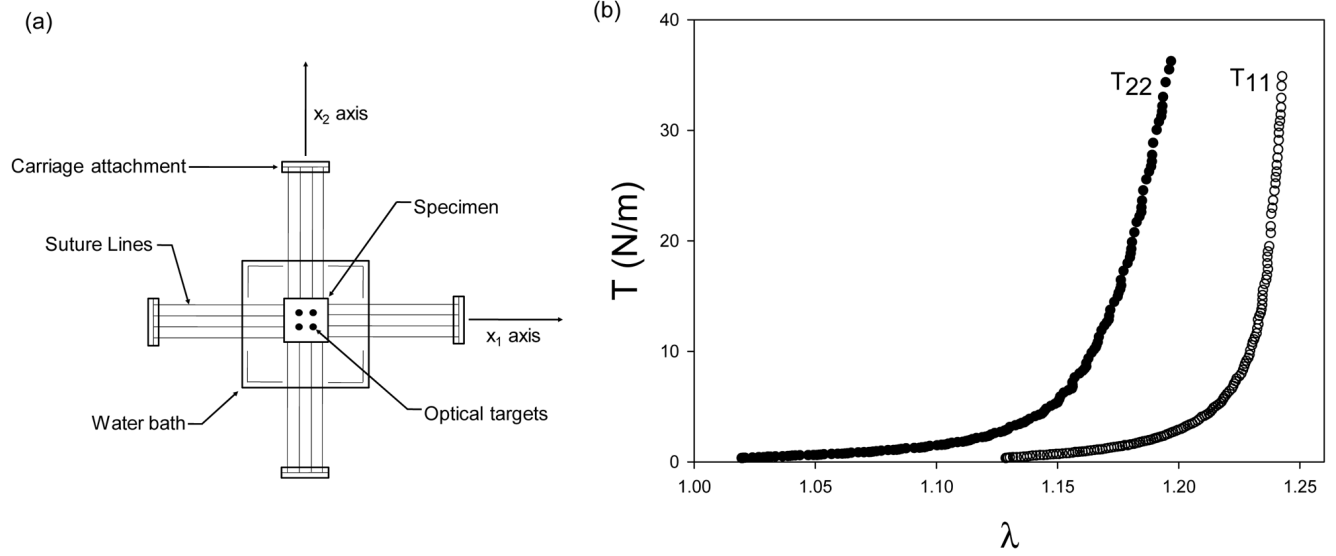 (a)
x2 axis
Carriage attachment
Specimen
Suture Lines
x1 axis
Water bath
Optical targets
(b)
T (N/m)
40
30
20
10
0
T22
T11
1.00 1.05 1.10 1.15 1.20 1.25
λ